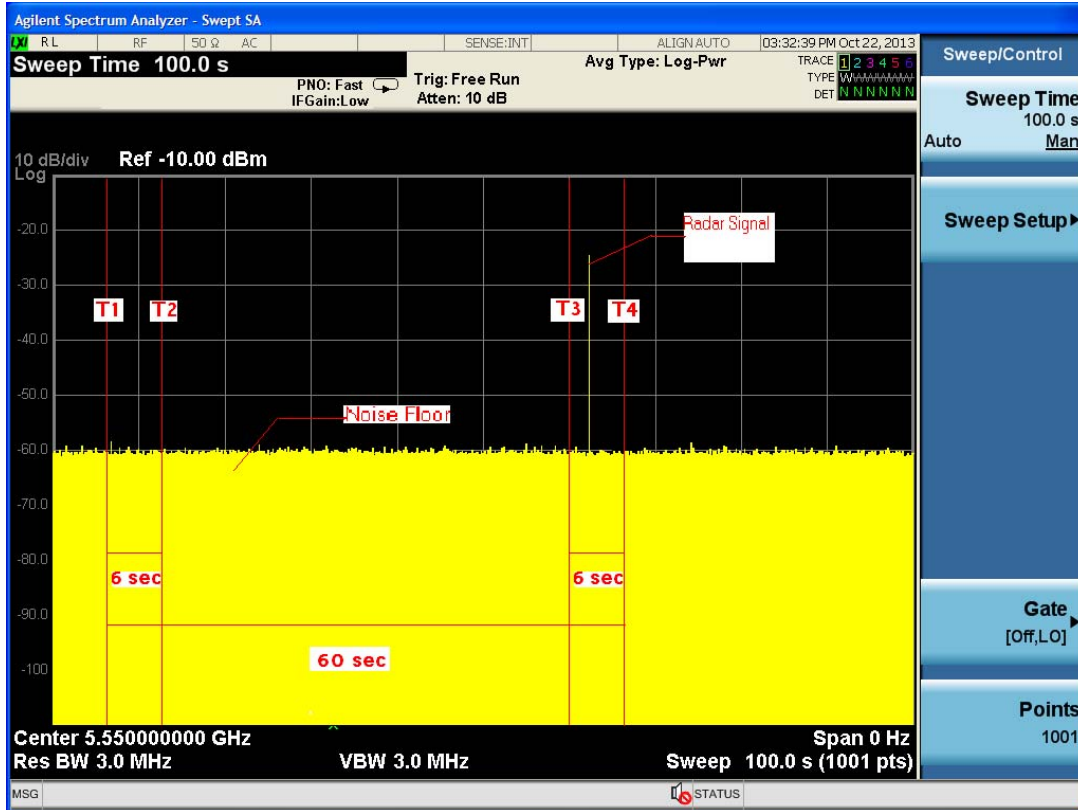 Agilent Spectrum Analyzer - Swept SA
LXI RL RF 50 Ω AC SENSE:INT ALIGN AUTO 03:32:39 PM Oct 22, 2013
Sweep Time 100.0 s
PNO: Fast
IFGain:Low
Trig: Free Run
Atten: 10 dB
Avg Type: Log-Pwr
TRACE 1 2 3 4 5 6
TYPE
DET N N N N N N
10 dB/div Ref -10.00 dBm
Log
-20.0
-30.0
-40.0
-50.0
-60.0
-70.0
-80.0
-90.0
-100
Radar Signal
T1 T2 T3 T4
Noise Floor
6 sec 6 sec
60 sec
Center 5.550000000 GHz Span 0 Hz
Res BW 3.0 MHz VBW 3.0 MHz Sweep 100.0 s (1001 pts)
MSG STATUS
Sweep/Control
Sweep Time
100.0 s
Auto Man
Sweep Setup
Gate
[Off,LO]
Points
1001